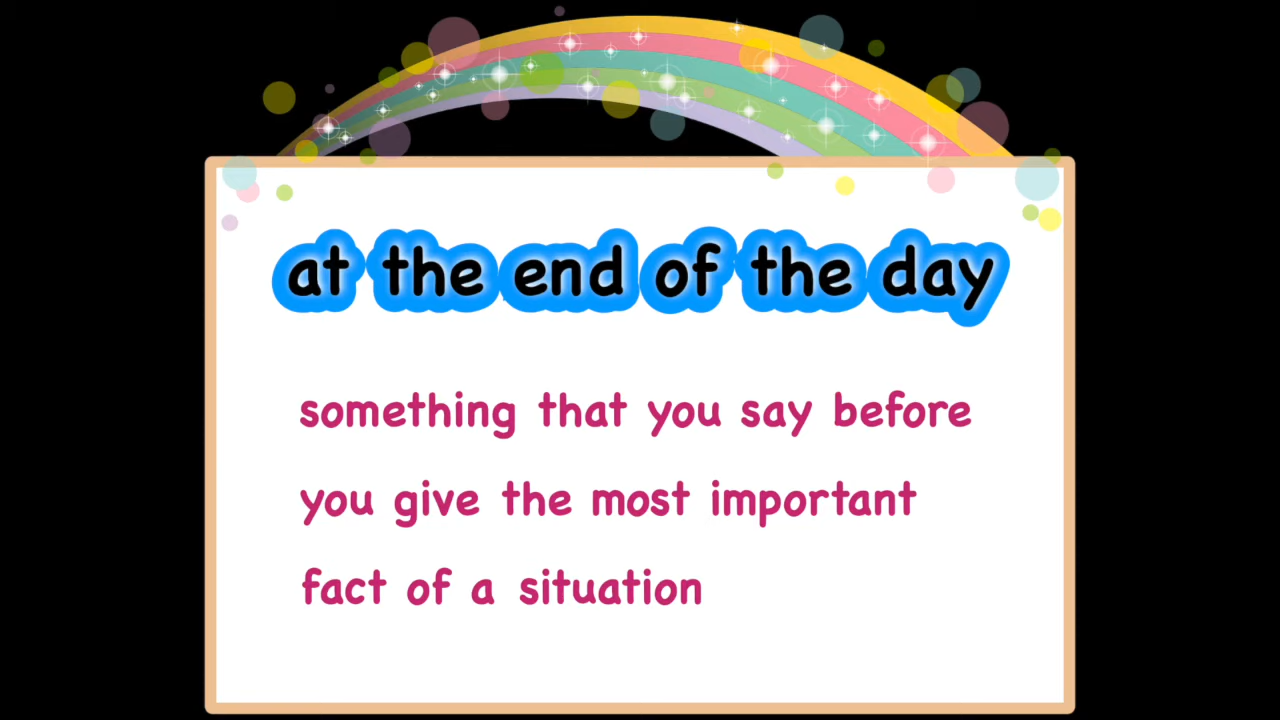 at the end of the day
something that you say before
you give the most important
fact of a situation